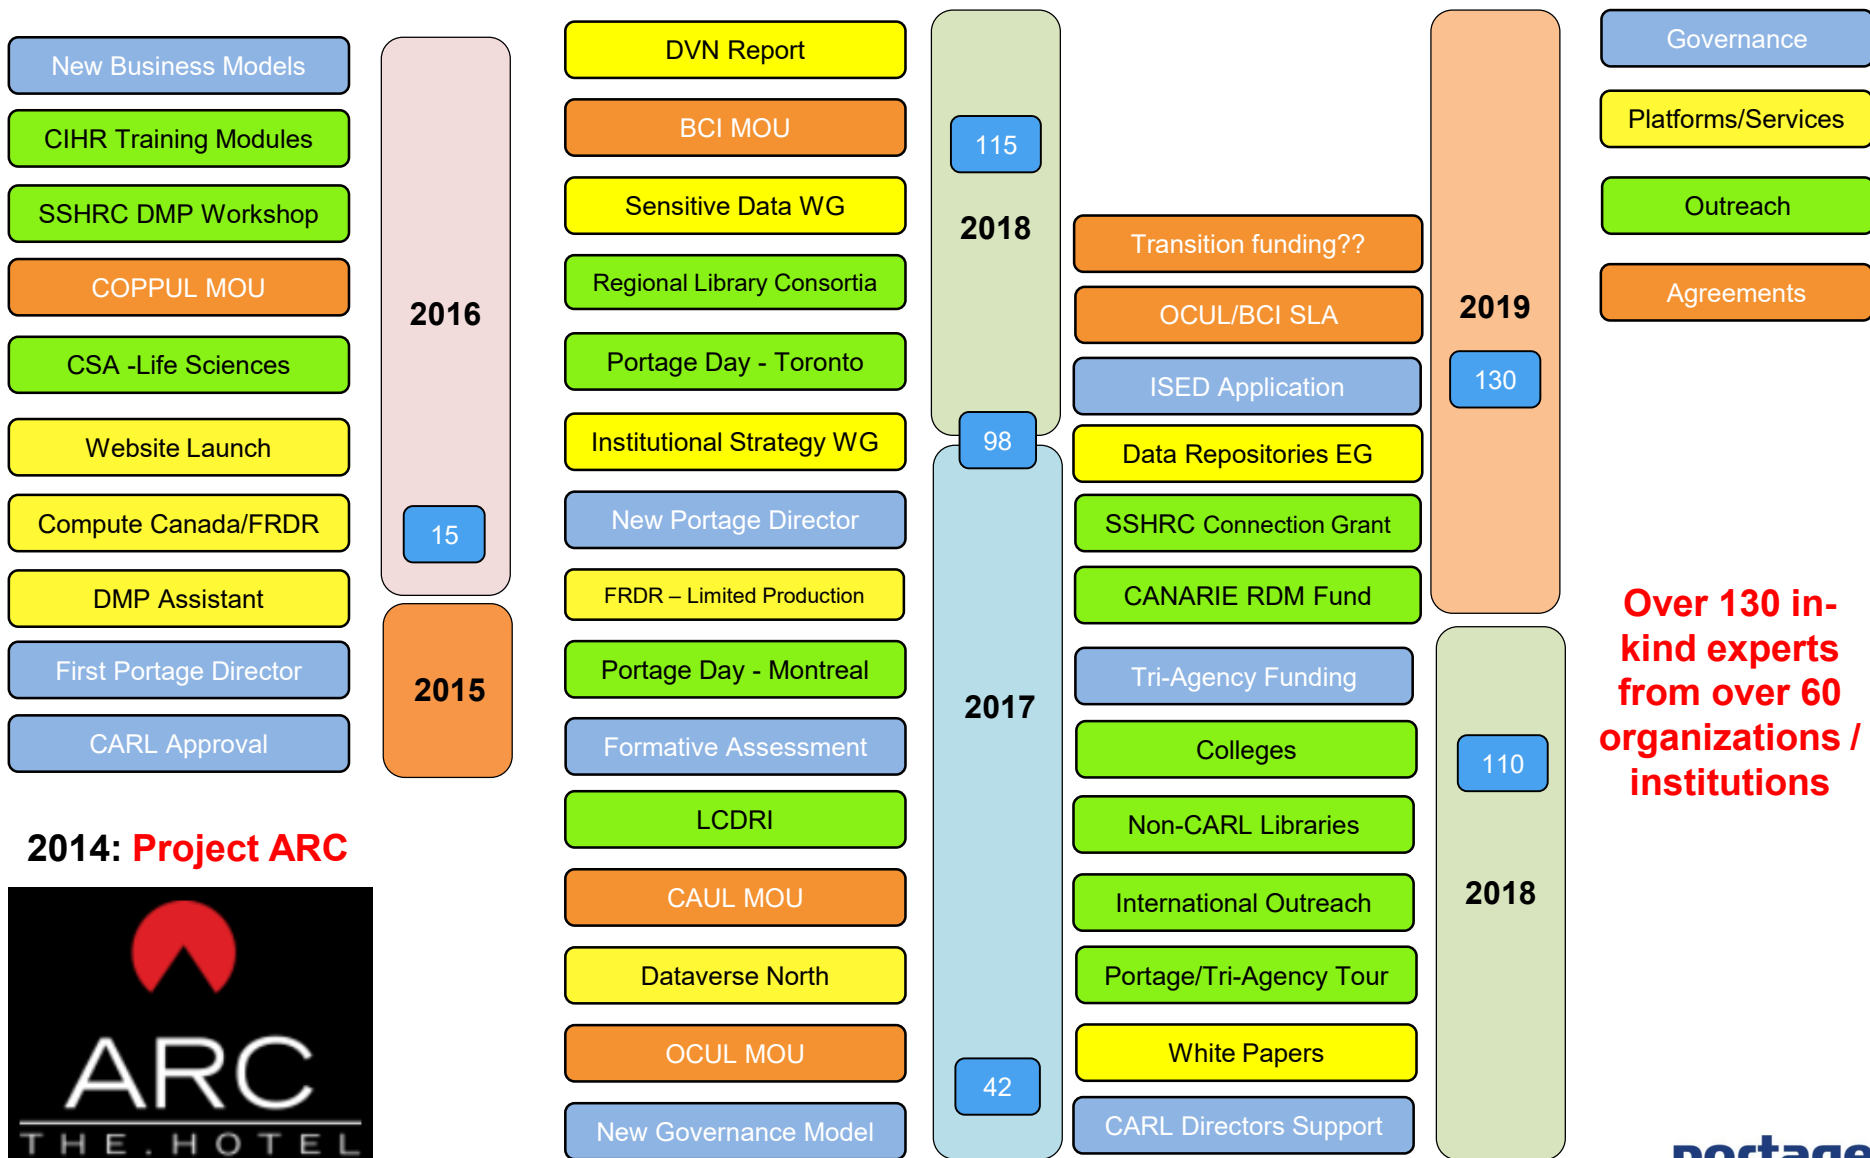 New Business Models
CIHR Training Modules
SSHRC DMP Workshop
COPPUL MOU
CSA -Life Sciences
Website Launch
Compute Canada/FRDR
DMP Assistant
First Portage Director
CARL Approval
2016
15
2015
2014: Project ARC
ARC
THE.HOTEL
DVN Report
BCI MOU
Sensitive Data WG
Regional Library Consortia
Portage Day - Toronto
Institutional Strategy WG
New Portage Director
FRDR – Limited Production
Portage Day - Montreal
Formative Assessment
LCDRI
CAUL MOU
Dataverse North
OCUL MOU
New Governance Model
115
2018
98
2017
42
Transition funding??
OCUL/BCI SLA
ISED Application
Data Repositories EG
SSHRC Connection Grant
CANARIE RDM Fund
Tri-Agency Funding
Colleges
Non-CARL Libraries
International Outreach
Portage/Tri-Agency Tour
White Papers
CARL Directors Support
2019
130
110
2018
Governance
Platforms/Services
Outreach
Agreements
Over 130 in-
kind experts
from over 60
organizations /
institutions
portage